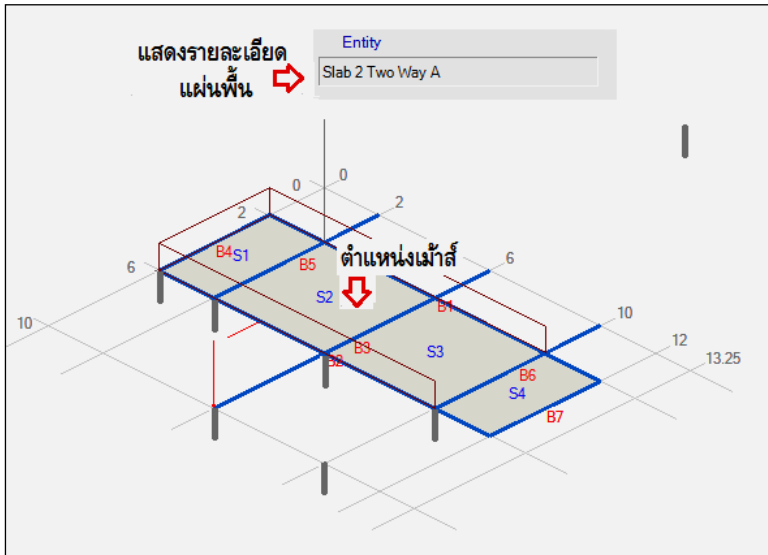 Entity
แสดงรายละเอียด
แผ่นพื้น
Slab 2 Two Way A
0
0
2
2
B4
S1
B5
ตำแหน่งเม้าส์
6
6
S2
B1
10
10
B3
S3
12
B2
B6
13.25
S4
B7